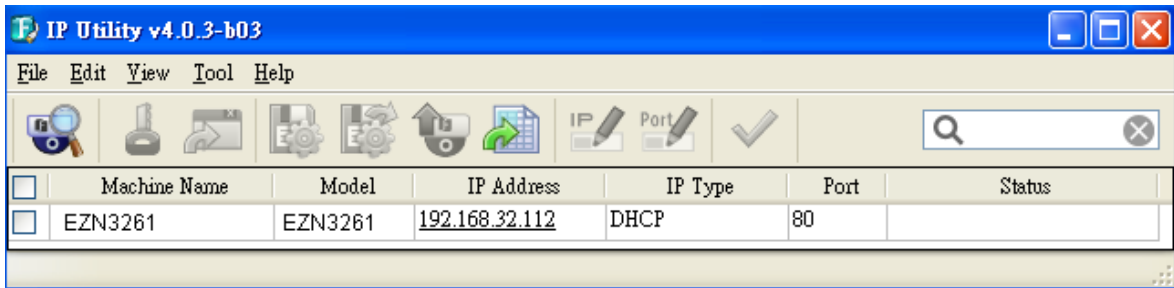 IP Utility v4.0.3-b03
File Edit View Tool Help
IP Port
Machine Name Model IP Address IP Type Port Status
EZN3261 EZN3261 192.168.32.112 DHCP 80